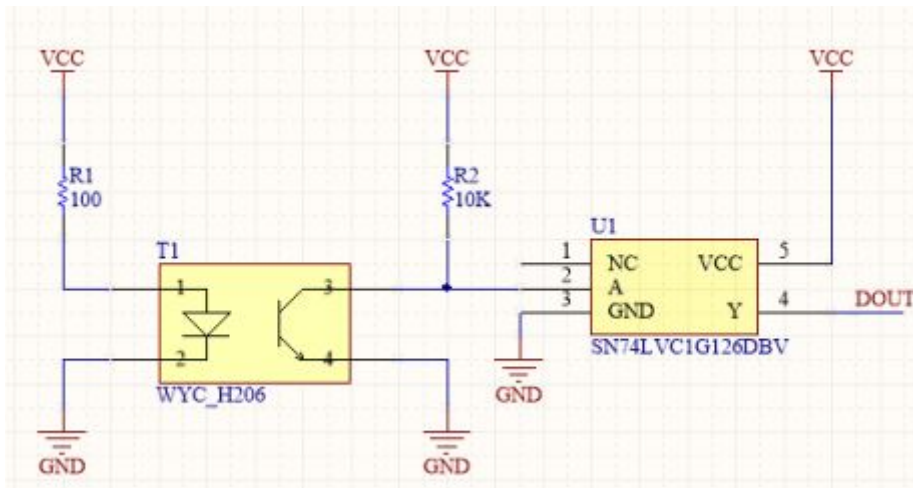 VCC
VCC
VCC
R1
100
R2
10K
U1
T1
1
NC
VCC
5
2
A
3
GND
Y
4
DOUT
SN74LVC1G126DBV
1
3
2
4
WYC_H206
GND
GND
GND